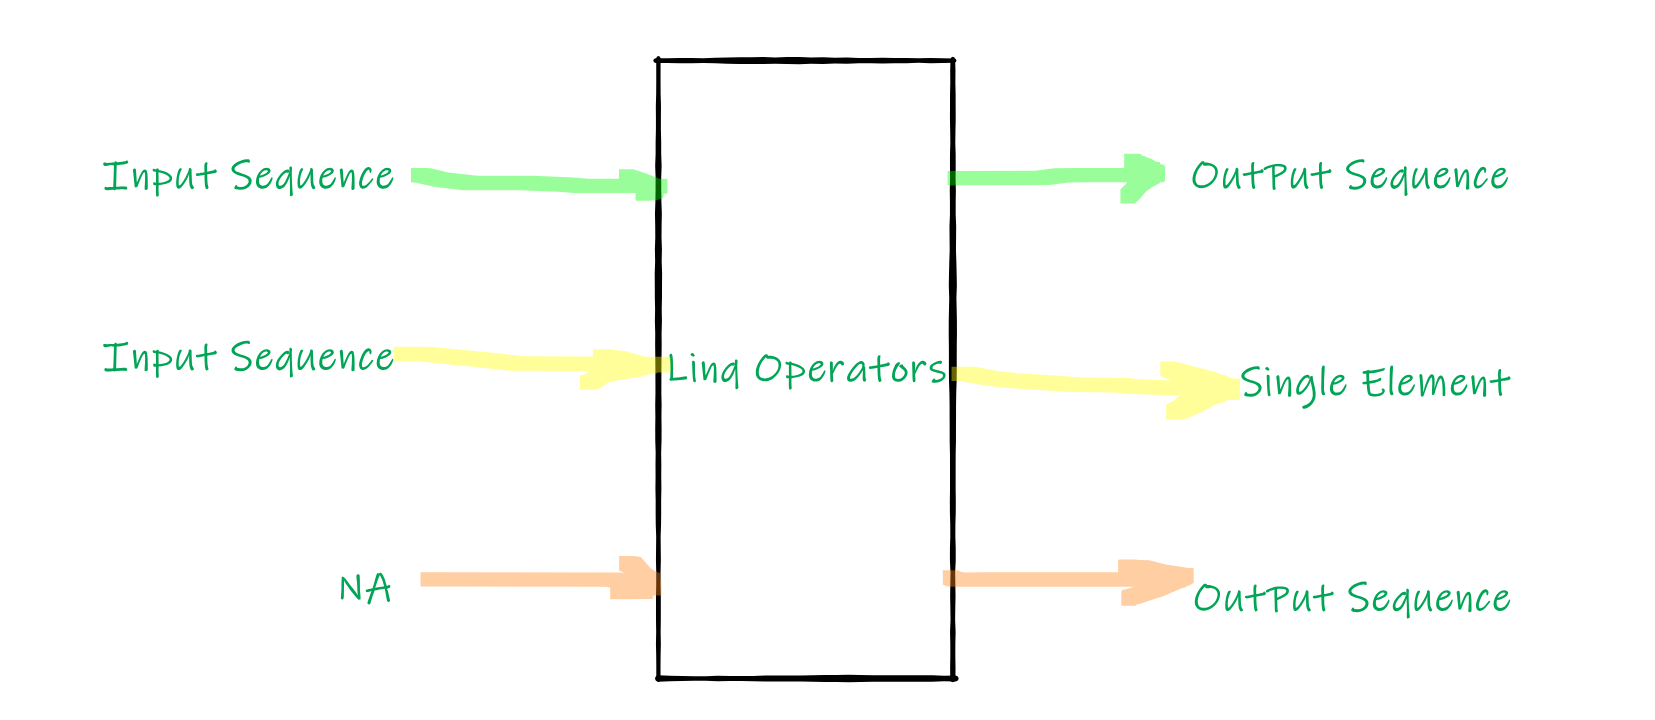 Input Sequence
OutPut Sequence
Input Sequence
Linq Operators
Single Element
NA
OutPut Sequence